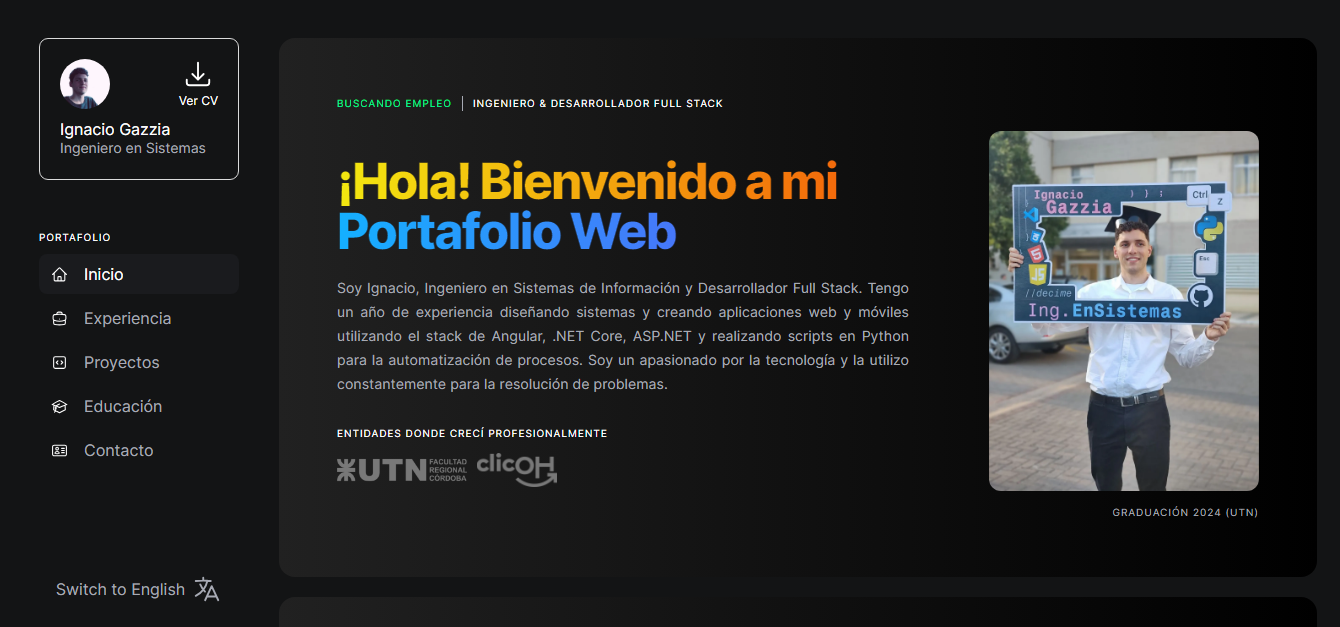 Ver CV
Ignacio Gazzia
Ingeniero en Sistemas
PORTAFOLIO
Inicio
Experiencia
Proyectos
Educación
Contacto
Switch to English
BUSCANDO EMPLEO
INGENIERO & DESARROLLADOR FULL STACK
¡Hola! Bienvenido a mi
Portafolio Web
Soy Ignacio, Ingeniero en Sistemas de Información y Desarrollador Full Stack. Tengo
un año de experiencia diseñando sistemas y creando aplicaciones web y móviles
utilizando el stack de Angular, .NET Core, ASP.NET y realizando scripts en Python
para la automatización de procesos. Soy un apasionado por la tecnología y la utilizo
constantemente para la resolución de problemas.
ENTIDADES DONDE CRECÍ PROFESIONALMENTE
UTN
FACULTAD
REGIONAL
CÓRDOBA
clicOH
Ignacio
Gazzia
} } ;
Ctrl
Z
Esc
5
JS
//decime
Ing.EnSistemas
GRADUACIÓN 2024 (UTN)